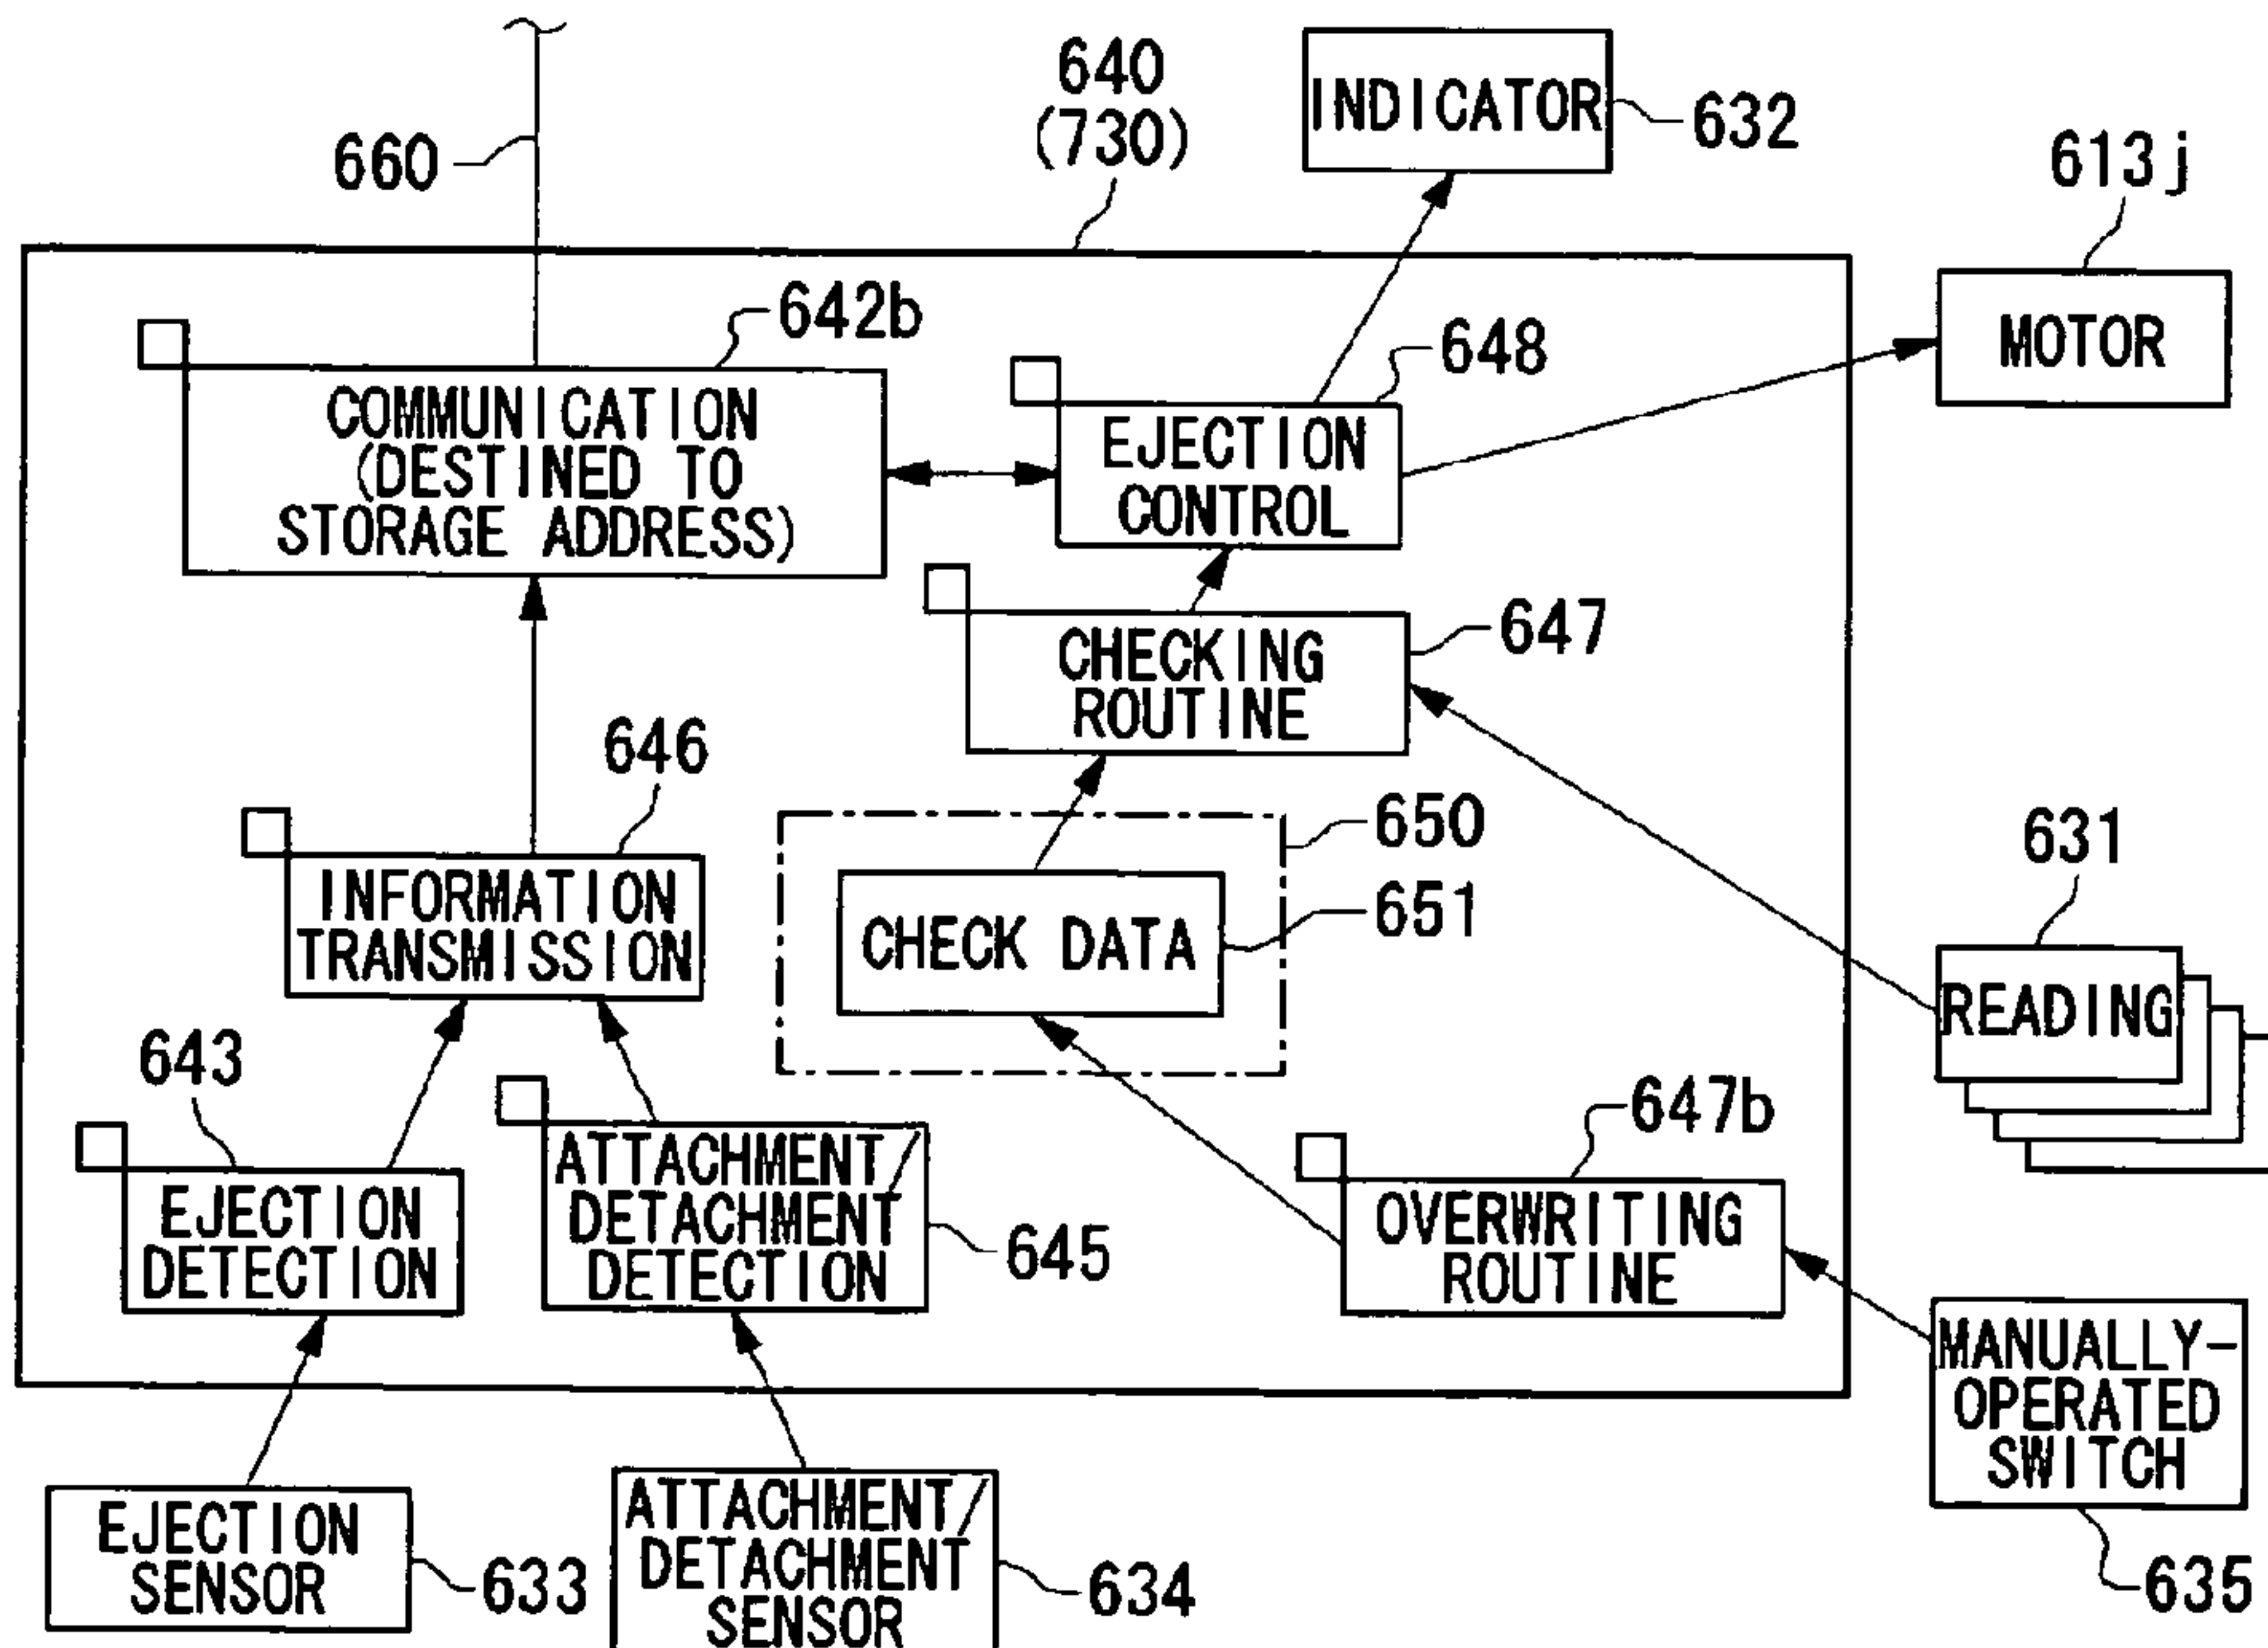 640
(730)
INDICATOR
632
660
613j
MOTOR
642b
COMMUNICATION
(DESTINED TO
STORAGE ADDRESS)
648
EJECTION
CONTROL
647
CHECKING
ROUTINE
646
INFORMATION
TRANSMISSION
650
651
CHECK DATA
631
READING
643
EJECTION
DETECTION
ATTACHMENT/
DETACHMENT
DETECTION
645
647b
OVERWRITING
ROUTINE
MANUALLY-
OPERATED
SWITCH
635
EJECTION
SENSOR
633
ATTACHMENT/
DETACHMENT
SENSOR
634